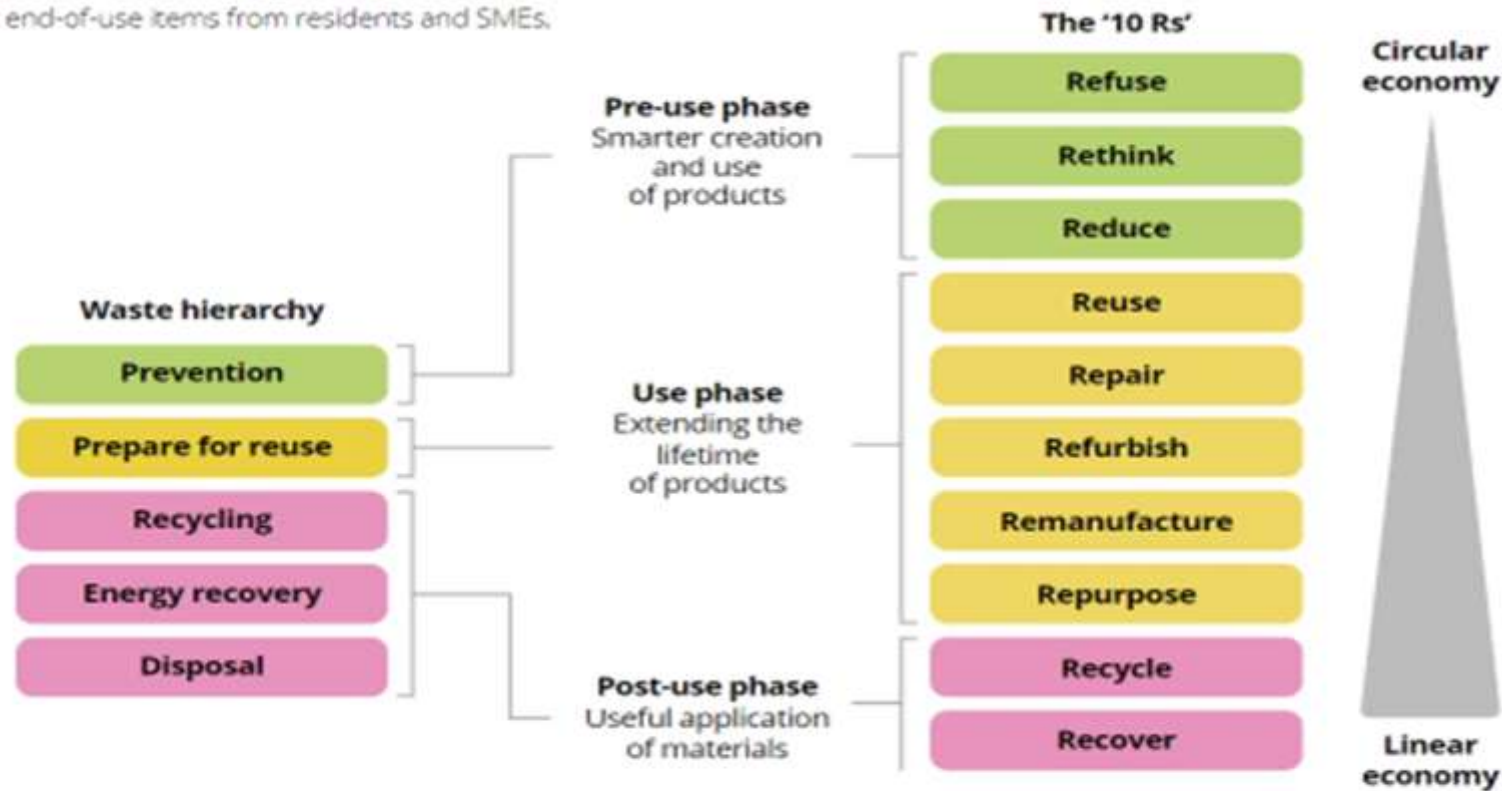 end-of-use items from residents and SMEs.
Waste hierarchy
Prevention
Prepare for reuse
Recycling
Energy recovery
Disposal
Pre-use phase
Smarter creation
and use
of products
Use phase
Extending the
lifetime
of products
Post-use phase
Useful application
of materials
The ‘10 Rs’
Refuse
Rethink
Reduce
Reuse
Repair
Refurbish
Remanufacture
Repurpose
Recycle
Recover
Circular
economy
Linear
economy